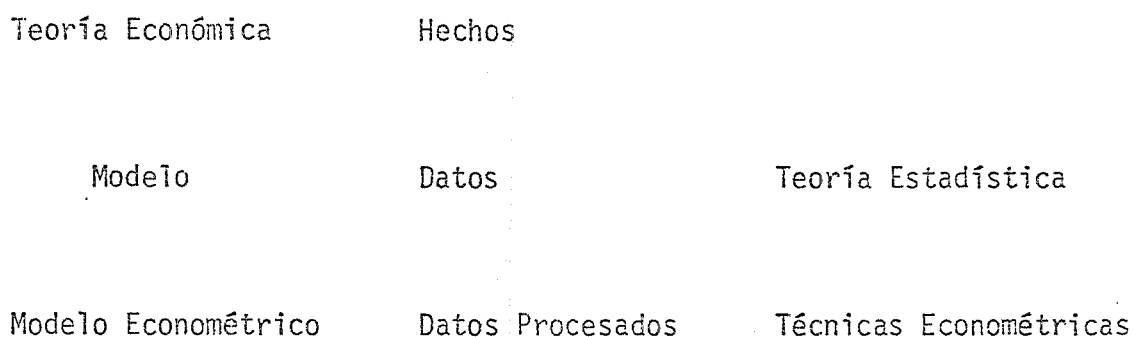 Teoría Económica Hechos
Modelo Datos Teoría Estadística
Modelo Econométrico Datos Procesados Técnicas Econométricas